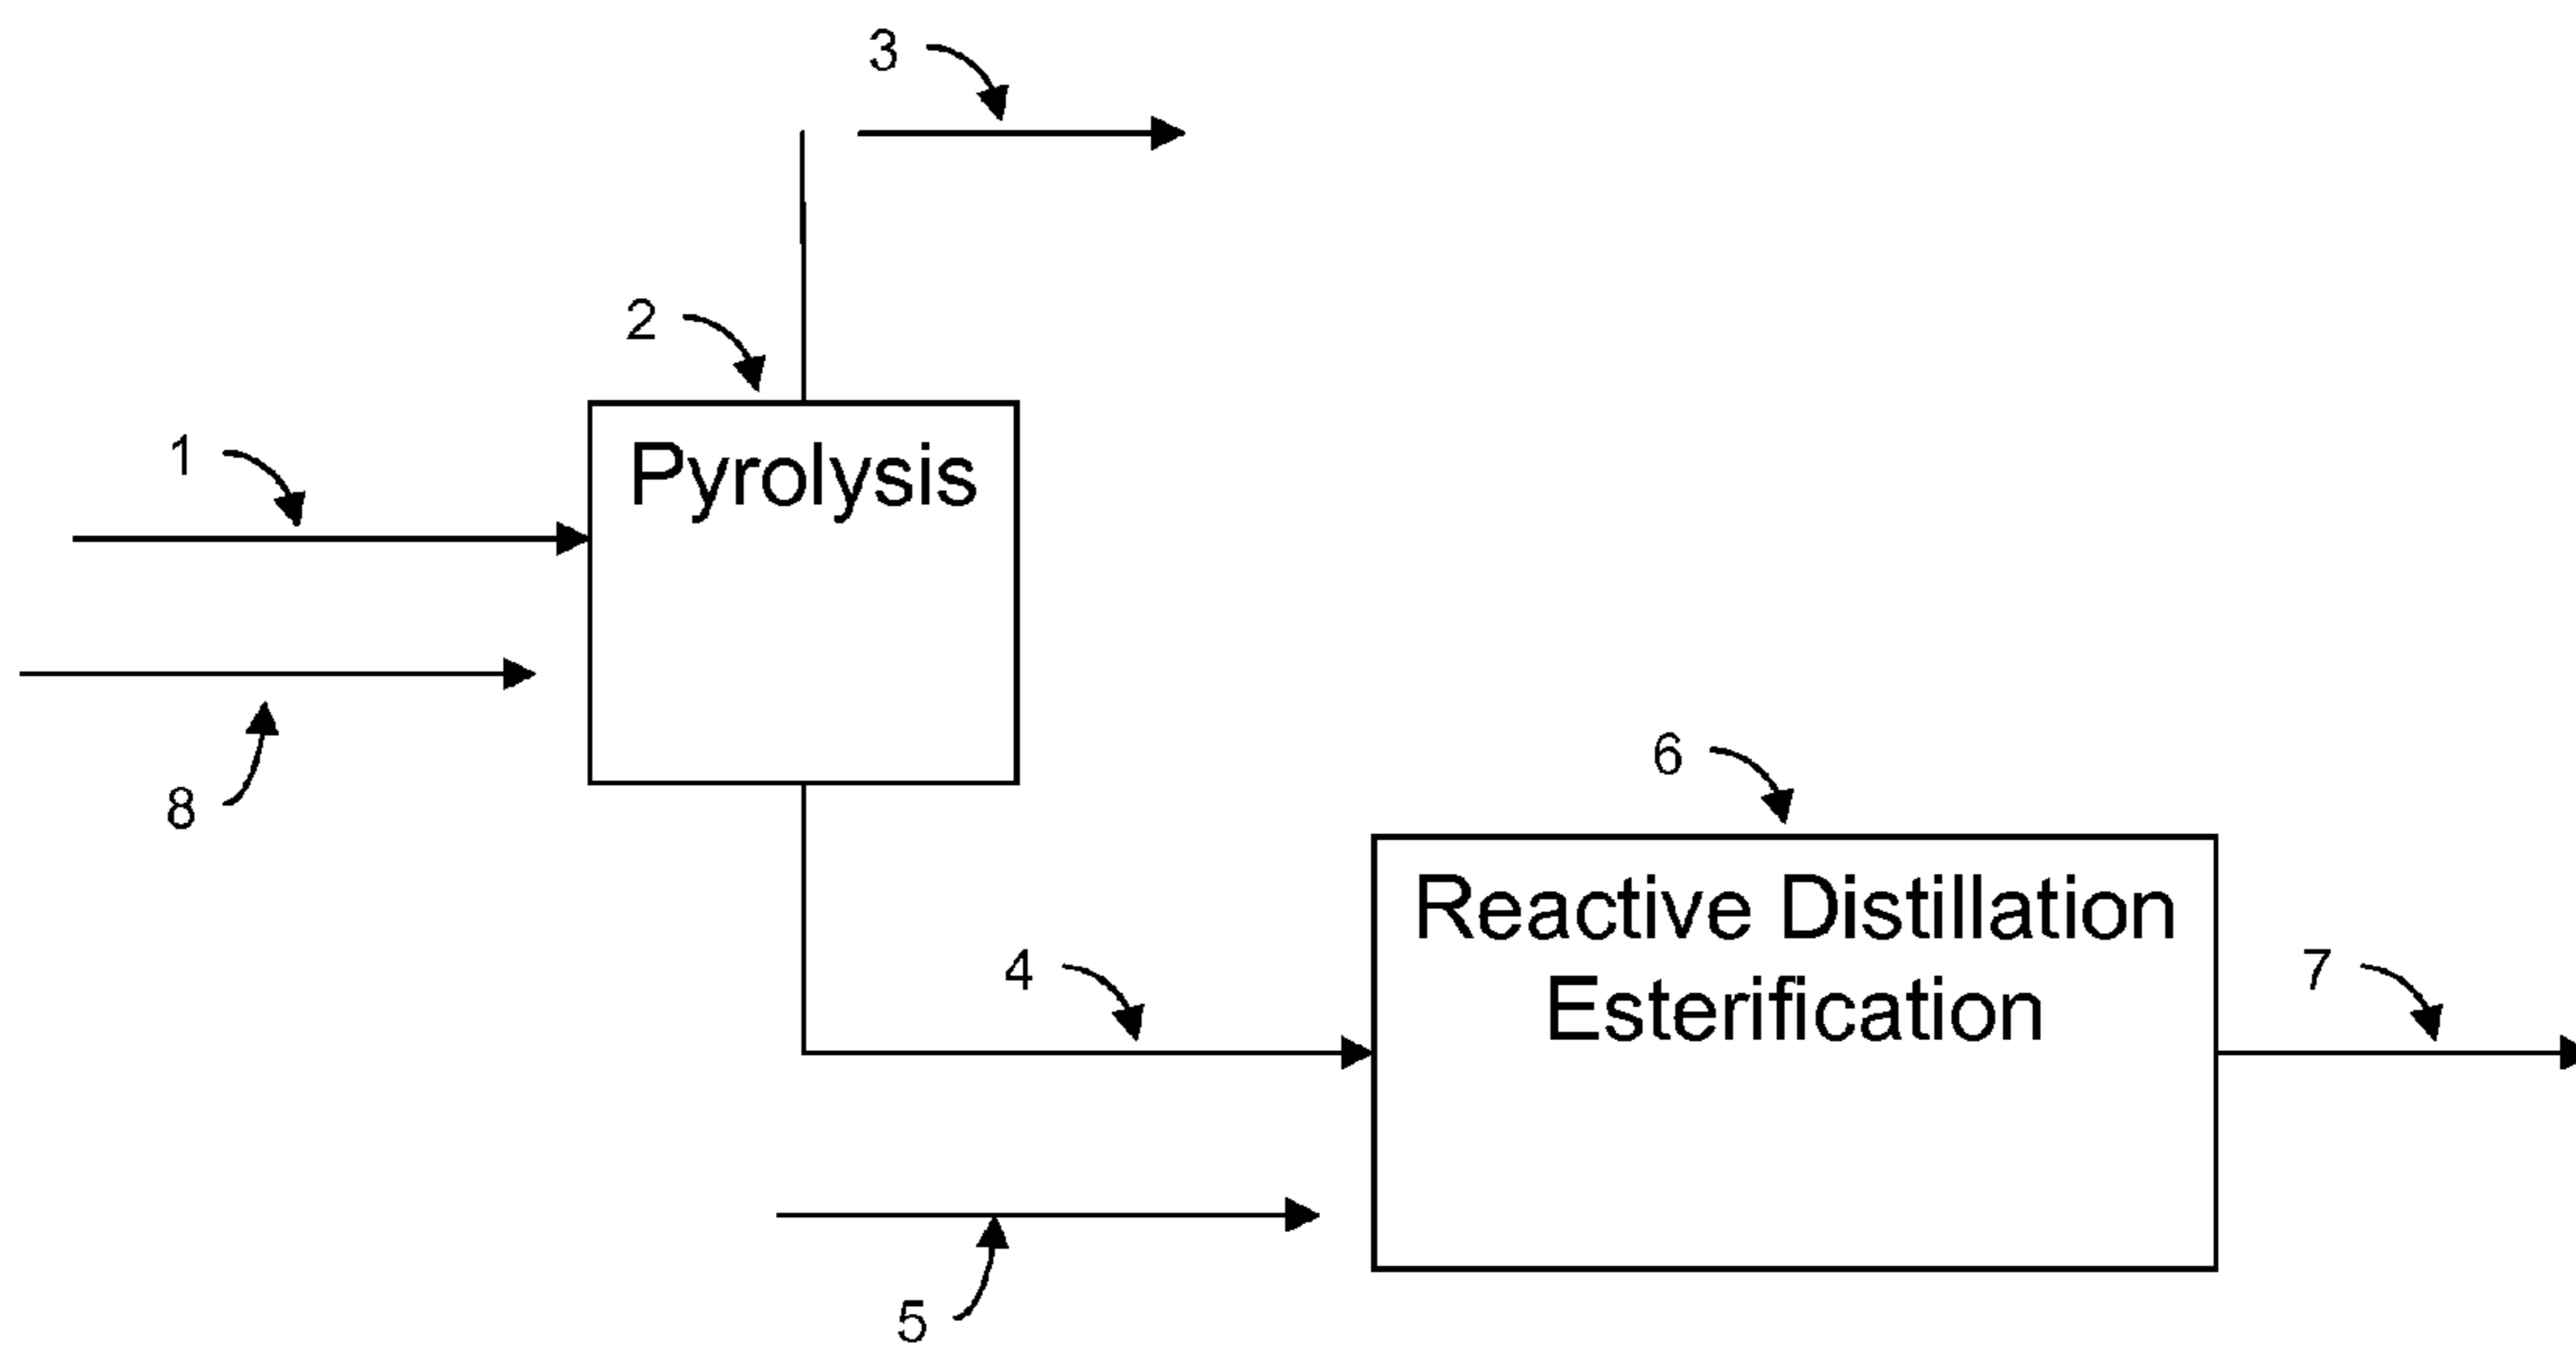 3
2
1
Pyrolysis
8
6
Reactive Distillation
Esterification
4
7
5